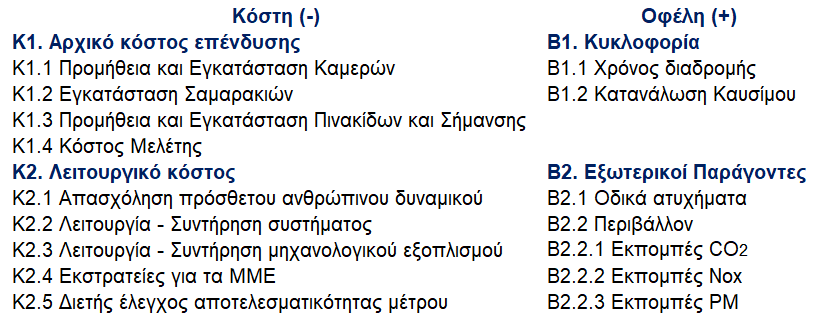 Κόστη (-)
Κ1. Αρχικό κόστος επένδυσης
Κ1.1 Προμήθεια και Εγκατάσταση Καμερών
Κ1.2 Εγκατάσταση Σαμαρακιών
Κ1.3 Προμήθεια και Εγκατάσταση Πινακίδων και Σήμανσης
Κ1.4 Κόστος Μελέτης
Κ2. Λειτουργικό κόστος
Κ2.1 Απασχόληση πρόσθετου ανθρώπινου δυναμικού
Κ2.2 Λειτουργία - Συντήρηση συστήματος
Κ2.3 Λειτουργία - Συντήρηση μηχανολογικού εξοπλισμού
Κ2.4 Εκστρατείες για τα ΜΜΕ
Κ2.5 Διετής έλεγχος αποτελεσματικότητας μέτρου
Οφέλη (+)
Β1. Κυκλοφορία
Β1.1 Χρόνος διαδρομής
Β1.2 Κατανάλωση Καυσίμου
Β2. Εξωτερικοί Παράγοντες
Β2.1 Οδικά ατυχήματα
Β2.2 Περιβάλλον
Β2.2.1 Εκπομπές CO2
Β2.2.2 Εκπομπές Nox
Β2.2.3 Εκπομπές PM